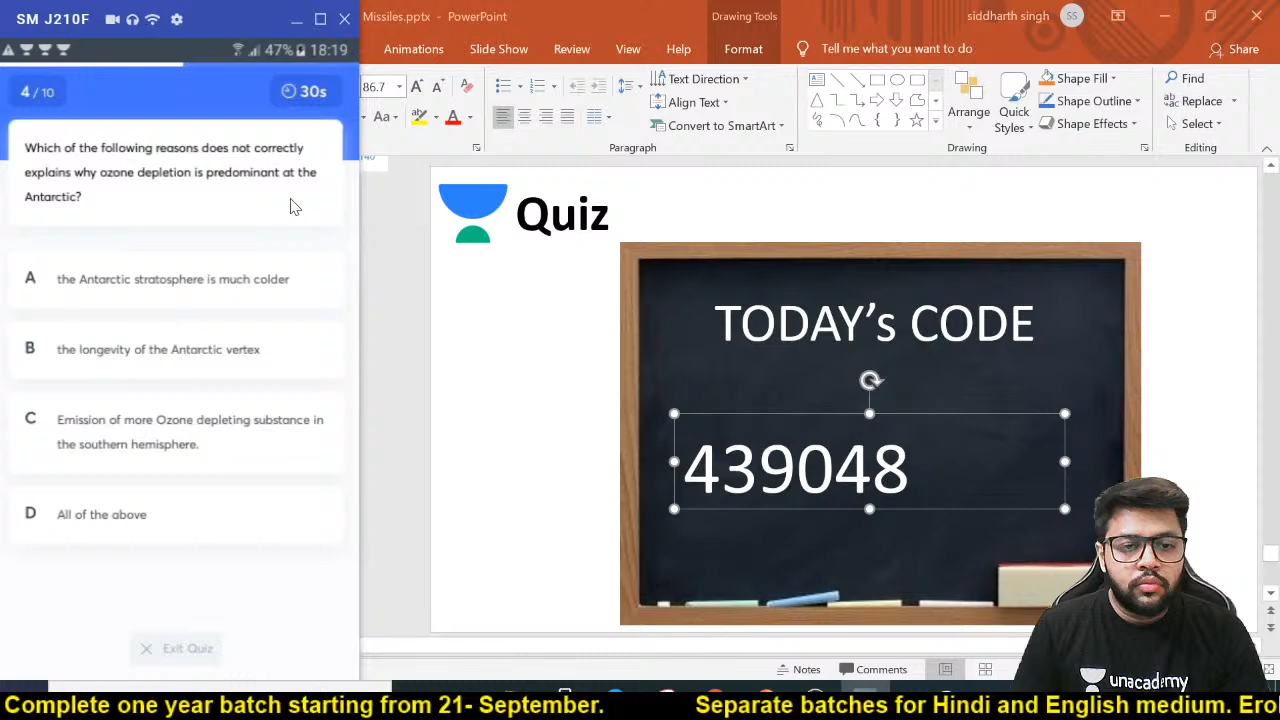 SM J210F
47% 18:19
4 / 10
30s
Which of the following reasons does not correctly
explains why ozone depletion is predominant at the
Antarctic?
A the Antarctic stratosphere is much colder
B the longevity of the Antarctic vertex
C Emission of more Ozone depleting substance in
the southern hemisphere.
D All of the above
Exit Quiz
Missiles.pptx - PowerPoint
Drawing Tools
siddharth singh SS
Animations Slide Show Review View Help Format Tell me what you want to do Share
86.7
Text Direction
Align Text
Convert to SmartArt
Paragraph
Arrange
Quick
Styles
Shape Fill
Shape Outline
Shape Effects
Drawing
Find
Replace
Select
Editing
Quiz
TODAY's CODE
439048
unacademy
Notes Comments
Complete one year batch starting from 21- September. Separate batches for Hindi and English medium. Ero